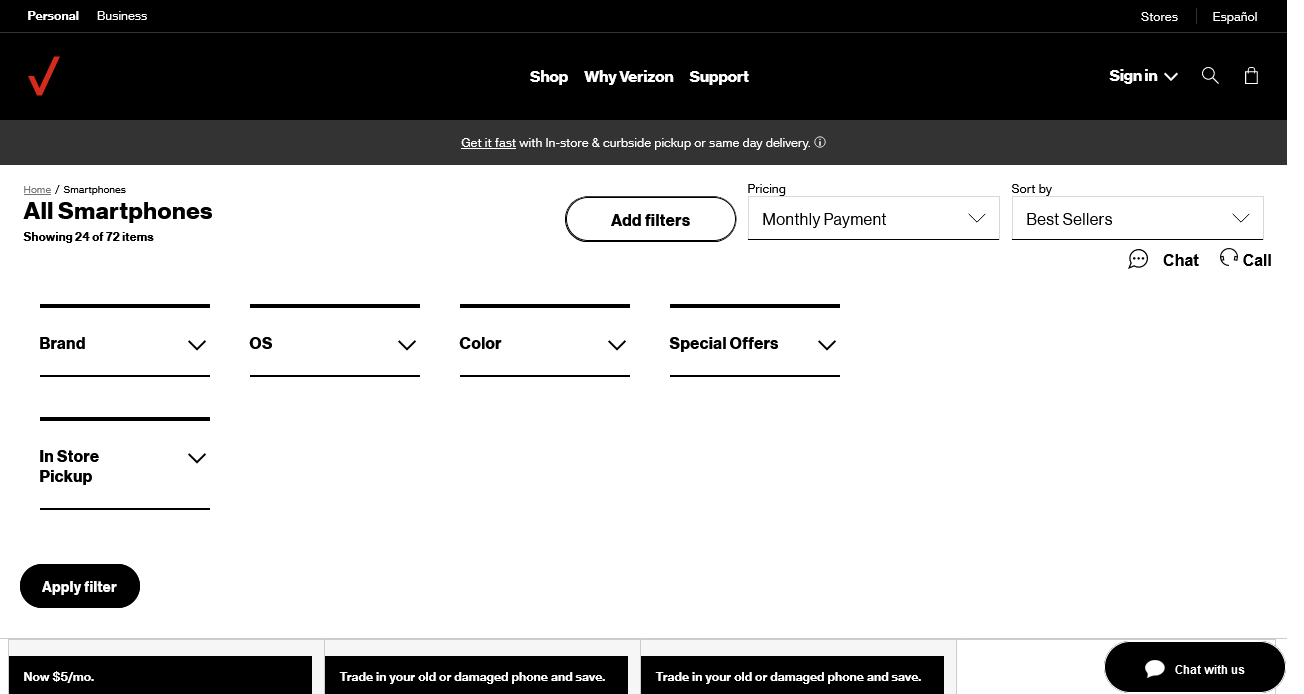 Personal Business
Stores Español
Shop Why Verizon Support
Sign in
Get it fast with In-store & curbside pickup or same day delivery.
Home / Smartphones
All Smartphones
Showing 24 of 72 items
Add filters
Pricing
Monthly Payment
Sort by
Best Sellers
Chat Call
Brand OS Color Special Offers
In Store
Pickup
Apply filter
Now $5/mo. Trade in your old or damaged phone and save. Trade in your old or damaged phone and save.
Chat with us